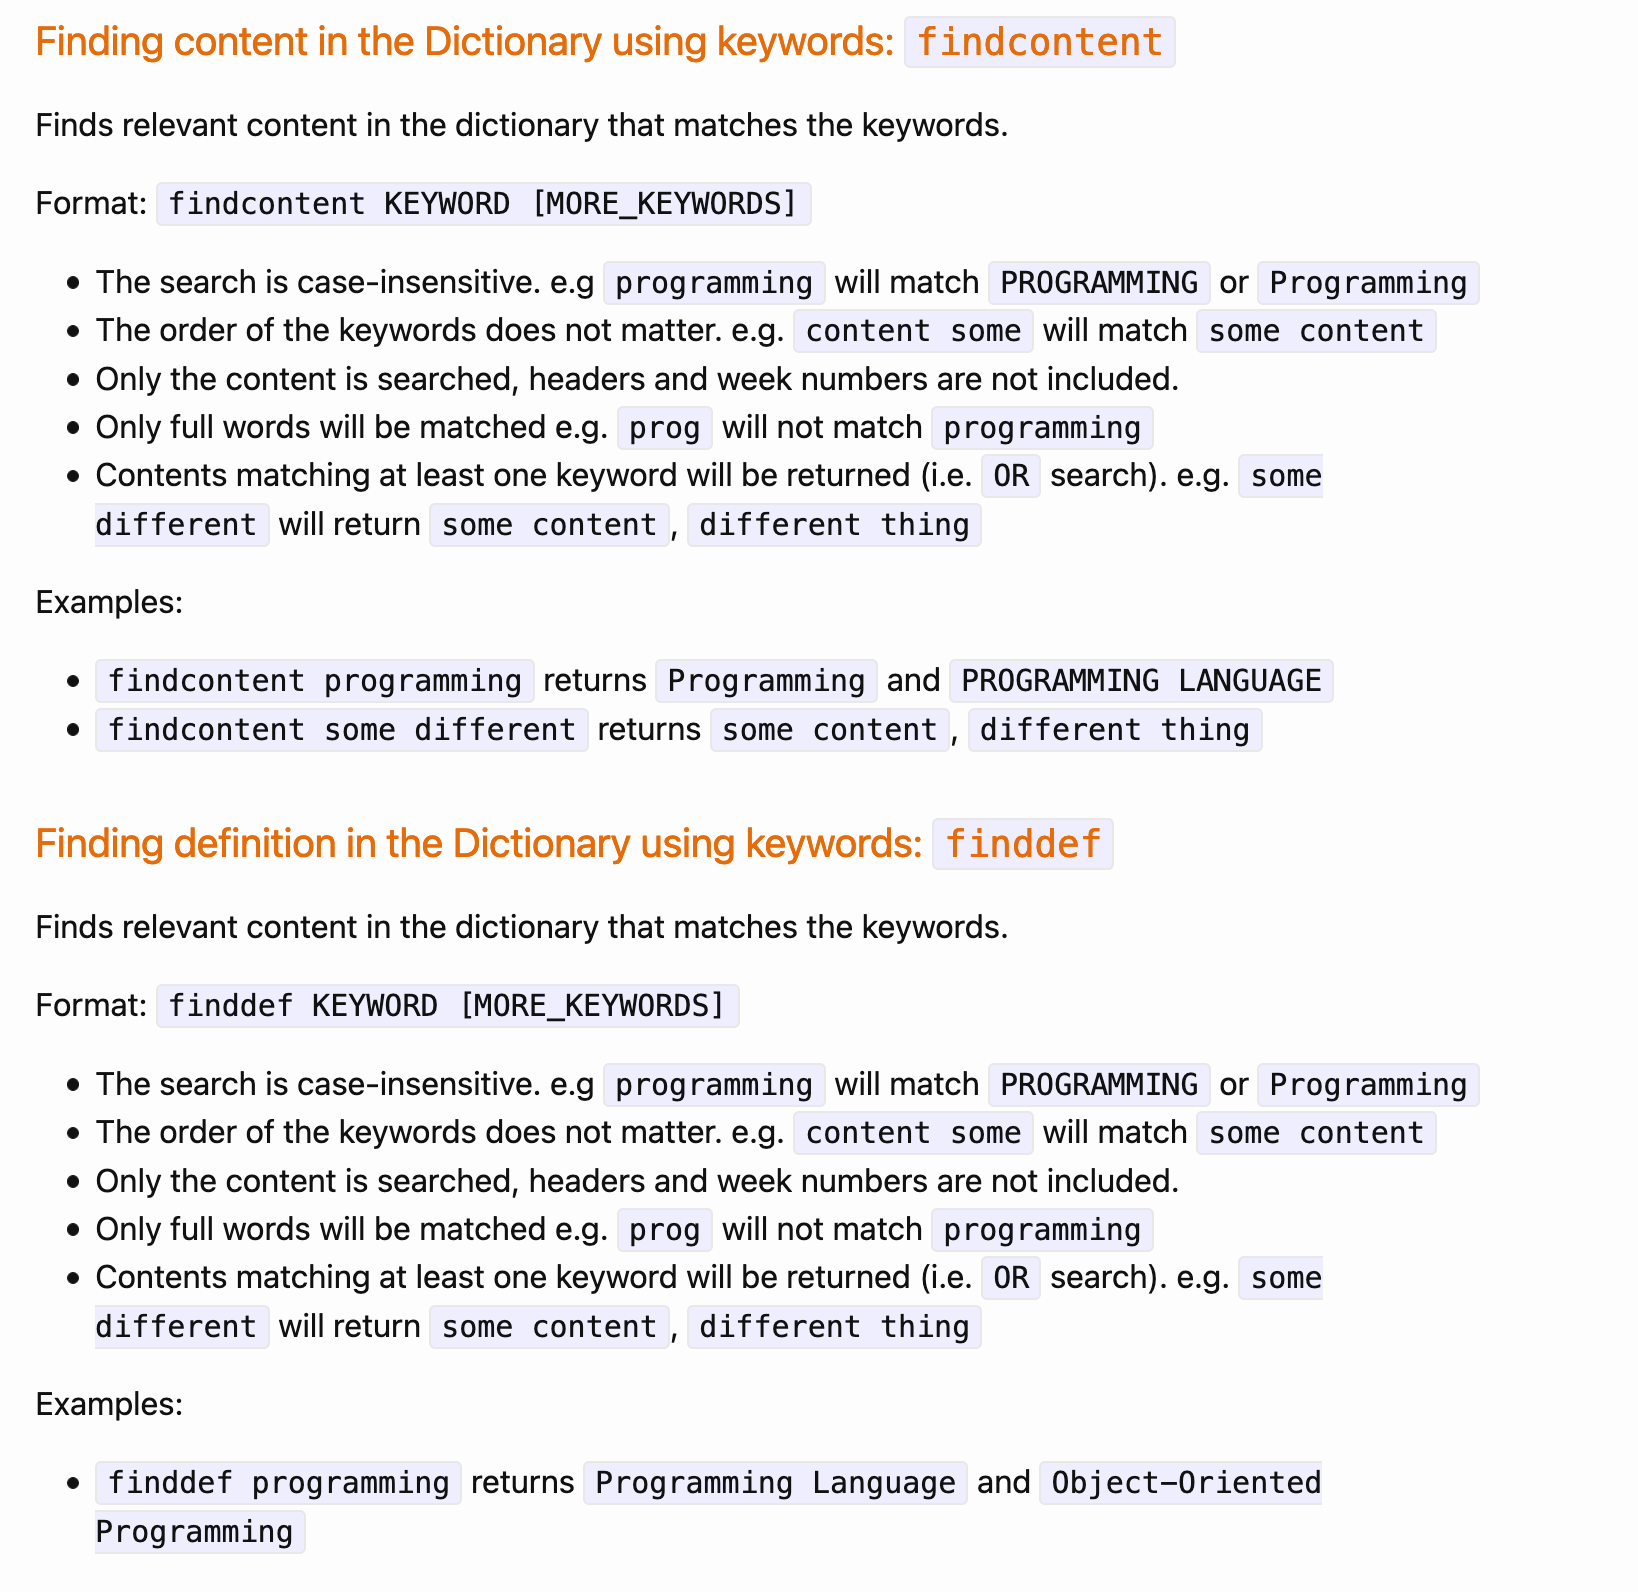 Finding content in the Dictionary using keywords: findcontent
Finds relevant content in the dictionary that matches the keywords.
Format: findcontent KEYWORD [MORE_KEYWORDS]
• The search is case-insensitive. e.g programming will match PROGRAMMING or Programming
• The order of the keywords does not matter. e.g. content some will match some content
• Only the content is searched, headers and week numbers are not included.
• Only full words will be matched e.g. prog will not match programming
• Contents matching at least one keyword will be returned (i.e. OR search). e.g. some
different will return some content, different thing
Examples:
• findcontent programming returns Programming and PROGRAMMING LANGUAGE
• findcontent some different returns some content, different thing
Finding definition in the Dictionary using keywords: finddef
Finds relevant content in the dictionary that matches the keywords.
Format: finddef KEYWORD [MORE_KEYWORDS]
• The search is case-insensitive. e.g programming will match PROGRAMMING or Programming
• The order of the keywords does not matter. e.g. content some will match some content
• Only the content is searched, headers and week numbers are not included.
• Only full words will be matched e.g. prog will not match programming
• Contents matching at least one keyword will be returned (i.e. OR search). e.g. some
different will return some content, different thing
Examples:
• finddef programming returns Programming Language and Object-Oriented
Programming